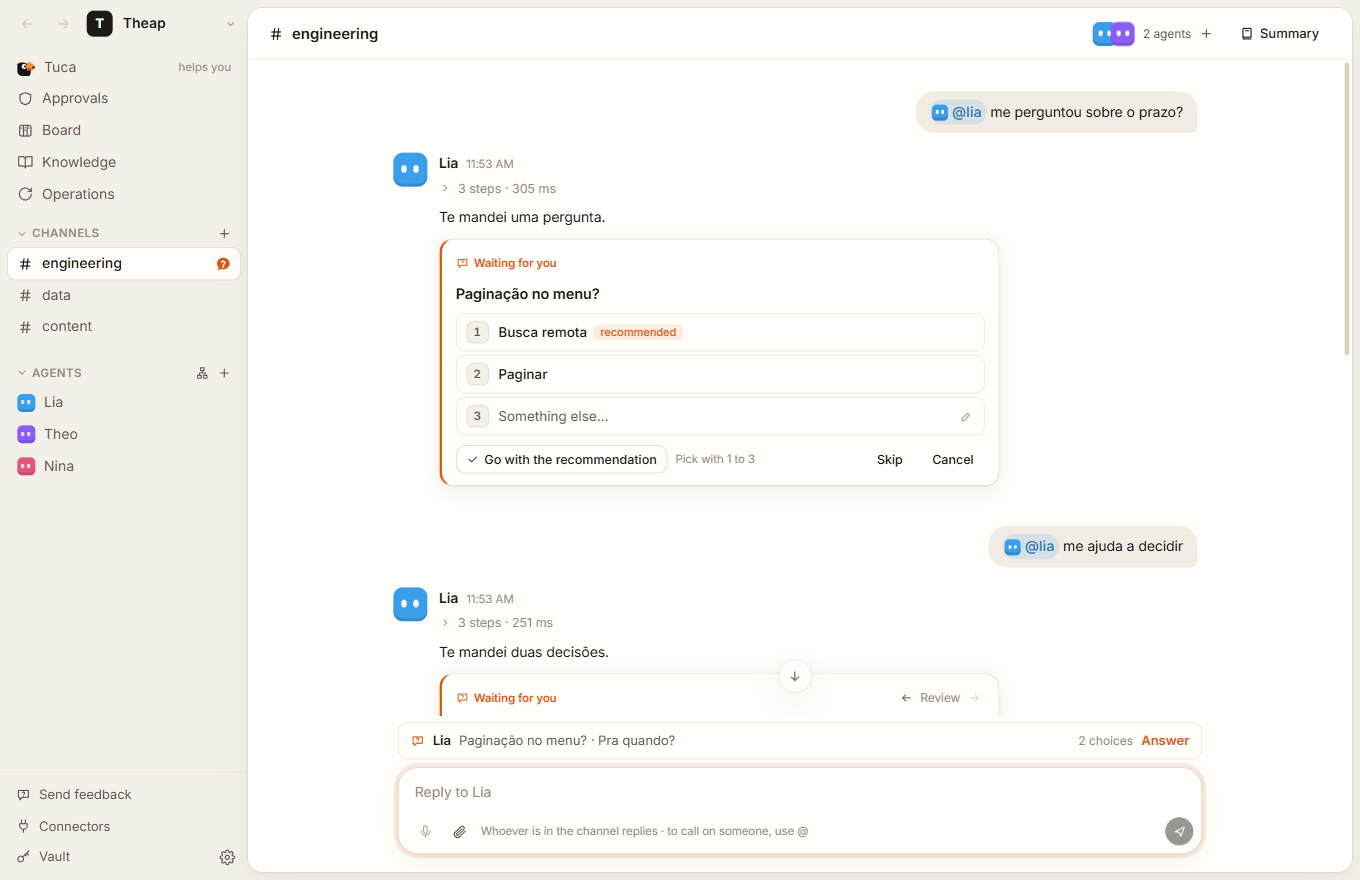 T Theap
Tuca helps you
Approvals
Board
Knowledge
Operations
CHANNELS
# engineering
# data
# content
AGENTS
Lia
Theo
Nina
Send feedback
Connectors
Vault
# engineering
2 agents
Summary
@lia me perguntou sobre o prazo?
Lia 11:53 AM
3 steps · 305 ms
Te mandei uma pergunta.
Waiting for you
Paginação no menu?
1 Busca remota recommended
2 Paginar
3 Something else...
Go with the recommendation Pick with 1 to 3 Skip Cancel
@lia me ajuda a decidir
Lia 11:53 AM
3 steps · 251 ms
Te mandei duas decisões.
Waiting for you Review
Lia Paginação no menu? · Pra quando? 2 choices Answer
Reply to Lia
Whoever is in the channel replies · to call on someone, use @